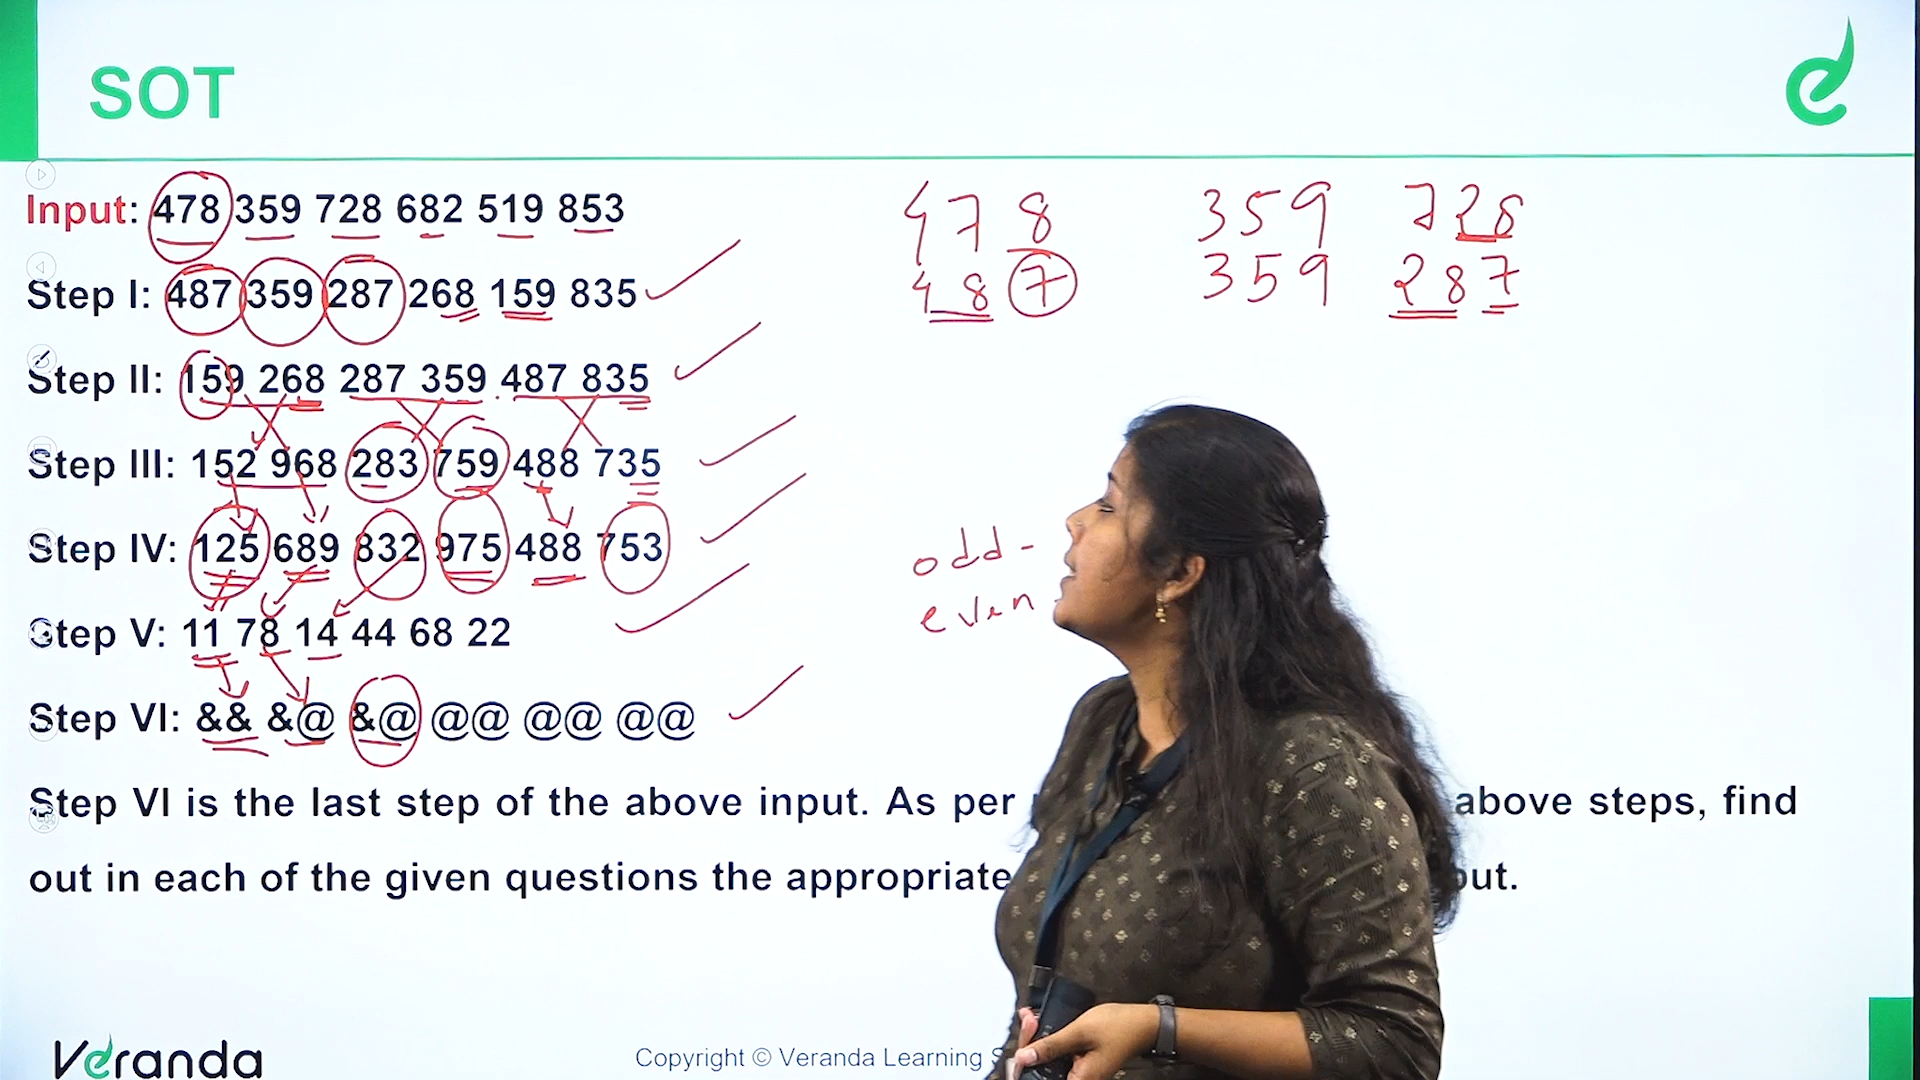 SOT
Input: 478 359 728 682 519 853
Step I: 487 359 287 268 159 835
Step II: 159 268 287 359 487 835
Step III: 152 968 283 759 488 735
Step IV: 125 689 832 975 488 753
Step V: 11 78 14 44 68 22
Step VI: && &@ &@ @@ @@ @@
478 359 728
487 359 287
odd -
even
Step VI is the last step of the above input. As per above steps, find
out in each of the given questions the appropriate
Veranda
Copyright © Veranda Learning